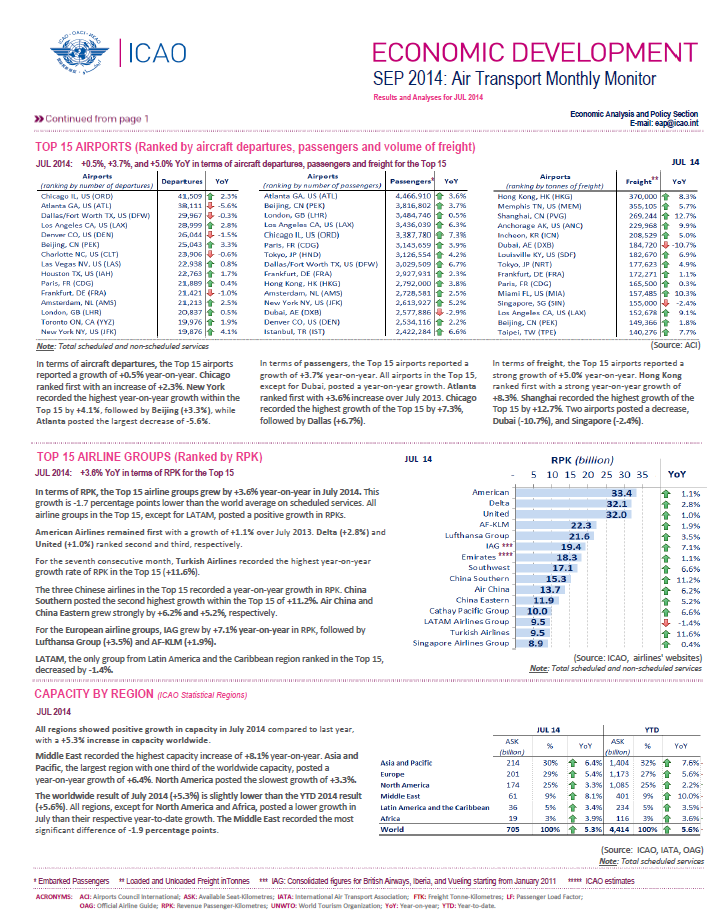 ICAO · OACI · ИКАО
ICAO
ECONOMIC DEVELOPMENT
SEP 2014: Air Transport Monthly Monitor
Results and Analyses for JUL 2014
Continued from page 1
Economic Analysis and Policy Section
E-mail: eap@icao.int
TOP 15 AIRPORTS (Ranked by aircraft departures, passengers and volume of freight)
JUL 2014: +0.5%, +3.7%, and +5.0% YoY in terms of aircraft departures, passengers and freight for the Top 15
JUL 14
Airports
(ranking by number of departures) Departures YoY
Chicago IL, US (ORD) 41,509 2.3%
Atlanta GA, US (ATL) 38,111 -5.6%
Dallas/Fort Worth TX, US (DFW) 29,967 -0.3%
Los Angeles CA, US (LAX) 28,999 2.8%
Denver CO, US (DEN) 26,044 -1.5%
Beijing, CN (PEK) 25,043 3.3%
Charlotte NC, US (CLT) 23,906 -0.6%
Las Vegas NV, US (LAS) 22,938 0.8%
Houston TX, US (IAH) 22,763 1.7%
Paris, FR (CDG) 21,889 0.4%
Frankfurt, DE (FRA) 21,421 -1.0%
Amsterdam, NL (AMS) 21,213 2.5%
London, GB (LHR) 20,837 0.5%
Toronto ON, CA (YYZ) 19,976 1.9%
New York NY, US (JFK) 19,876 4.1%
Note: Total scheduled and non-scheduled services
Airports
(ranking by number of passengers) Passengers* YoY
Atlanta GA, US (ATL) 4,466,910 3.6%
Beijing, CN (PEK) 3,816,802 3.7%
London, GB (LHR) 3,484,746 0.5%
Los Angeles CA, US (LAX) 3,436,039 6.3%
Chicago IL, US (ORD) 3,387,780 7.3%
Paris, FR (CDG) 3,143,659 3.9%
Tokyo, JP (HND) 3,126,554 4.2%
Dallas/Fort Worth TX, US (DFW) 3,029,509 6.7%
Frankfurt, DE (FRA) 2,927,931 2.3%
Hong Kong, HK (HKG) 2,792,000 3.8%
Amsterdam, NL (AMS) 2,728,581 2.5%
New York NY, US (JFK) 2,613,927 5.2%
Dubai, AE (DXB) 2,577,886 -2.9%
Denver CO, US (DEN) 2,534,116 2.2%
Istanbul, TR (IST) 2,422,284 6.6%
Airports
(ranking by tonnes of freight) Freight** YoY
Hong Kong, HK (HKG) 370,000 8.3%
Memphis TN, US (MEM) 355,105 5.7%
Shanghai, CN (PVG) 269,244 12.7%
Anchorage AK, US (ANC) 229,968 9.9%
Incheon, KR (ICN) 208,529 5.0%
Dubai, AE (DXB) 184,720 -10.7%
Louisville KY, US (SDF) 182,670 6.9%
Tokyo, JP (NRT) 177,623 4.9%
Frankfurt, DE (FRA) 172,271 1.1%
Paris, FR (CDG) 165,500 0.3%
Miami FL, US (MIA) 157,485 10.3%
Singapore, SG (SIN) 155,000 -2.4%
Los Angeles CA, US (LAX) 152,678 9.1%
Beijing, CN (PEK) 149,366 1.8%
Taipei, TW (TPE) 140,276 7.7%
(Source: ACI)
In terms of aircraft departures, the Top 15 airports
reported a growth of +0.5% year-on-year. Chicago
ranked first with an increase of +2.3%. New York
recorded the highest year-on-year growth within the
Top 15 by +4.1%, followed by Beijing (+3.3%), while
Atlanta posted the largest decrease of -5.6%.
In terms of passengers, the Top 15 airports reported a
growth of +3.7% year-on-year. All airports in the Top 15,
except for Dubai, posted a year-on-year growth. Atlanta
ranked first with +3.6% increase over July 2013. Chicago
recorded the highest growth of the Top 15 by +7.3%,
followed by Dallas (+6.7%).
In terms of freight, the Top 15 airports reported a
strong growth of +5.0% year-on-year. Hong Kong
ranked first with a strong year-on-year growth of
+8.3%. Shanghai recorded the highest growth of the
Top 15 by +12.7%. Two airports posted a decrease,
Dubai (-10.7%), and Singapore (-2.4%).
TOP 15 AIRLINE GROUPS (Ranked by RPK)
JUL 2014: +3.6% YoY in terms of RPK for the Top 15
In terms of RPK, the Top 15 airline groups grew by +3.6% year-on-year in July 2014. This
growth is -1.7 percentage points lower than the world average on scheduled services. All
airline groups in the Top 15, except for LATAM, posted a positive growth in RPKs.
American Airlines remained first with a growth of +1.1% over July 2013. Delta (+2.8%) and
United (+1.0%) ranked second and third, respectively.
For the seventh consecutive month, Turkish Airlines recorded the highest year-on-year
growth rate of RPK in the Top 15 (+11.6%).
The three Chinese airlines in the Top 15 recorded a year-on-year growth in RPK. China
Southern posted the second highest growth within the Top 15 of +11.2%. Air China and
China Eastern grew strongly by +6.2% and +5.2%, respectively.
For the European airline groups, IAG grew by +7.1% year-on-year in RPK, followed by
Lufthansa Group (+3.5%) and AF-KLM (+1.9%).
LATAM, the only group from Latin America and the Caribbean region ranked in the Top 15,
decreased by -1.4%.
JUL 14
RPK (billion)
- 5 10 15 20 25 30 35 YoY
American 33.4 1.1%
Delta 32.1 2.8%
United 32.0 1.0%
AF-KLM 22.3 1.9%
Lufthansa Group 21.6 3.5%
IAG *** 19.4 7.1%
Emirates **** 18.3 1.1%
Southwest 17.1 6.6%
China Southern 15.3 11.2%
Air China 13.7 6.2%
China Eastern 11.9 5.2%
Cathay Pacific Group 10.0 6.6%
LATAM Airlines Group 9.5 -1.4%
Turkish Airlines 9.5 11.6%
Singapore Airlines Group 8.9 0.4%
(Source: ICAO, airlines' websites)
Note: Total scheduled and non-scheduled services
CAPACITY BY REGION (ICAO Statistical Regions)
JUL 2014
All regions showed positive growth in capacity in July 2014 compared to last year,
with a +5.3% increase in capacity worldwide.
Middle East recorded the highest capacity increase of +8.1% year-on-year. Asia and
Pacific, the largest region with one third of the worldwide capacity, posted a
year-on-year growth of +6.4%. North America posted the slowest growth of +3.3%.
The worldwide result of July 2014 (+5.3%) is slightly lower than the YTD 2014 result
(+5.6%). All regions, except for North America and Africa, posted a lower growth in
July than their respective year-to-date growth. The Middle East recorded the most
significant difference of -1.9 percentage points.
JUL 14 YTD
ASK (billion) % YoY ASK (billion) % YoY
Asia and Pacific 214 30% 6.4% 1,404 32% 7.6%
Europe 201 29% 5.4% 1,173 27% 5.6%
North America 174 25% 3.3% 1,085 25% 2.2%
Middle East 61 9% 8.1% 401 9% 10.0%
Latin America and the Caribbean 36 5% 3.4% 234 5% 3.5%
Africa 19 3% 3.9% 116 3% 3.6%
World 705 100% 5.3% 4,414 100% 5.6%
(Source: ICAO, IATA, OAG)
Note: Total scheduled services
* Embarked Passengers ** Loaded and Unloaded Freight in Tonnes *** IAG: Consolidated figures for British Airways, Iberia, and Vueling starting from January 2011 ***** ICAO estimates
ACRONYMS: ACI: Airports Council International; ASK: Available Seat-Kilometres; IATA: International Air Transport Association; FTK: Freight Tonne-Kilometres; LF: Passenger Load Factor;
OAG: Official Airline Guide; RPK: Revenue Passenger-Kilometres; UNWTO: World Tourism Organization; YoY: Year-on-year; YTD: Year-to-date.